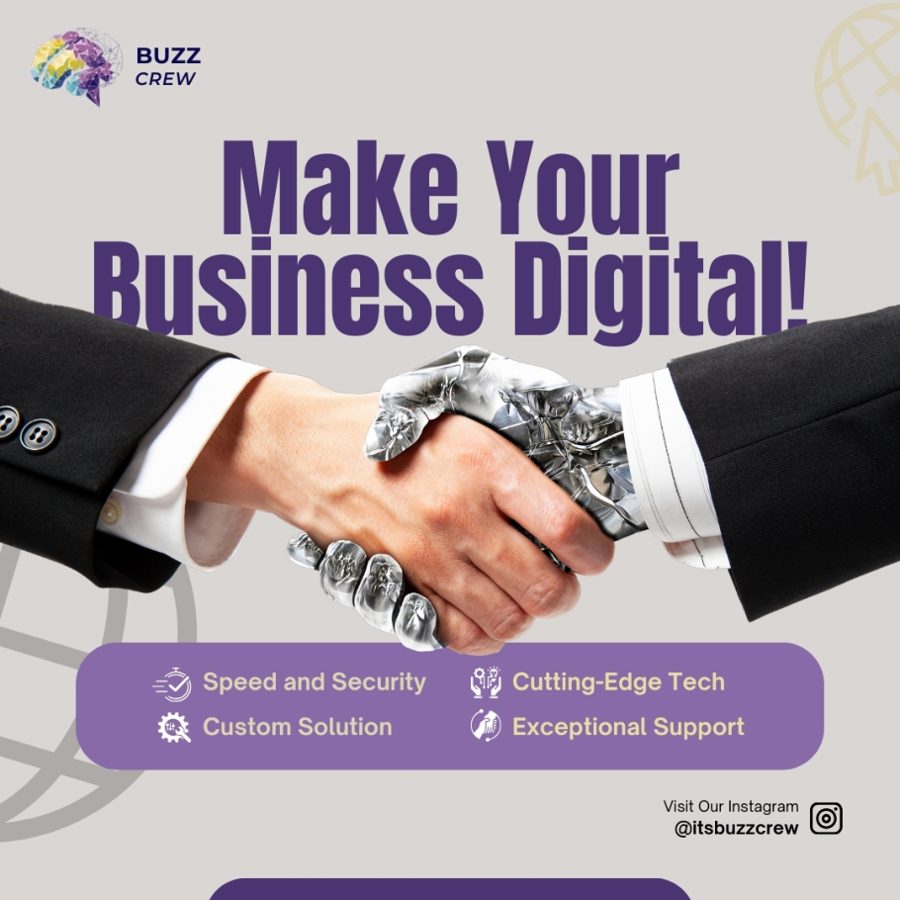 BUZZ
CREW
Make Your
Business Digital!
Speed and Security
Cutting-Edge Tech
Custom Solution
Exceptional Support
Visit Our Instagram
@itsbuzzcrew